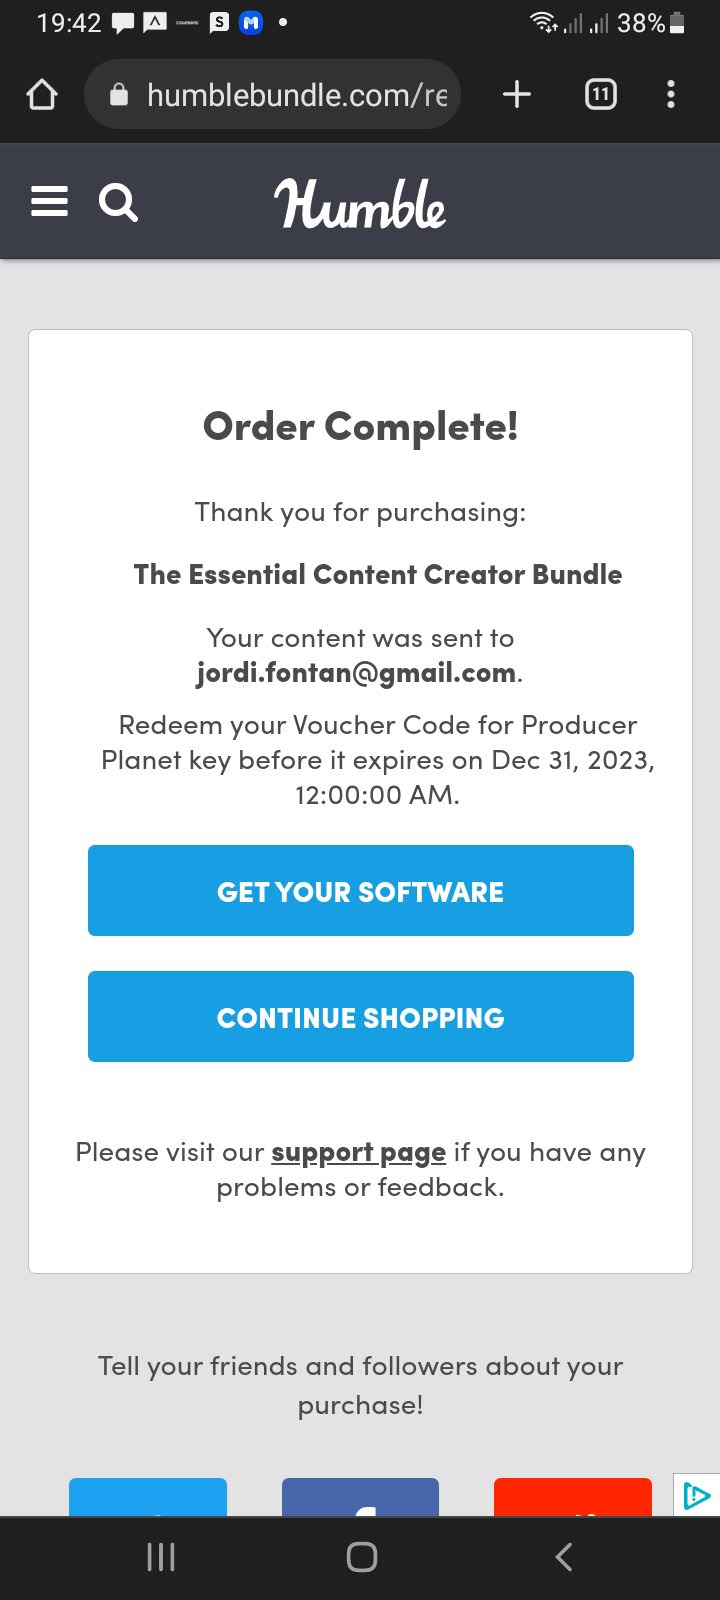 19:42 S M 38%
humblebundle.com/re 11
Humble
Order Complete!
Thank you for purchasing:
The Essential Content Creator Bundle
Your content was sent to
jordi.fontan@gmail.com.
Redeem your Voucher Code for Producer
Planet key before it expires on Dec 31, 2023,
12:00:00 AM.
GET YOUR SOFTWARE
CONTINUE SHOPPING
Please visit our support page if you have any
problems or feedback.
Tell your friends and followers about your
purchase!